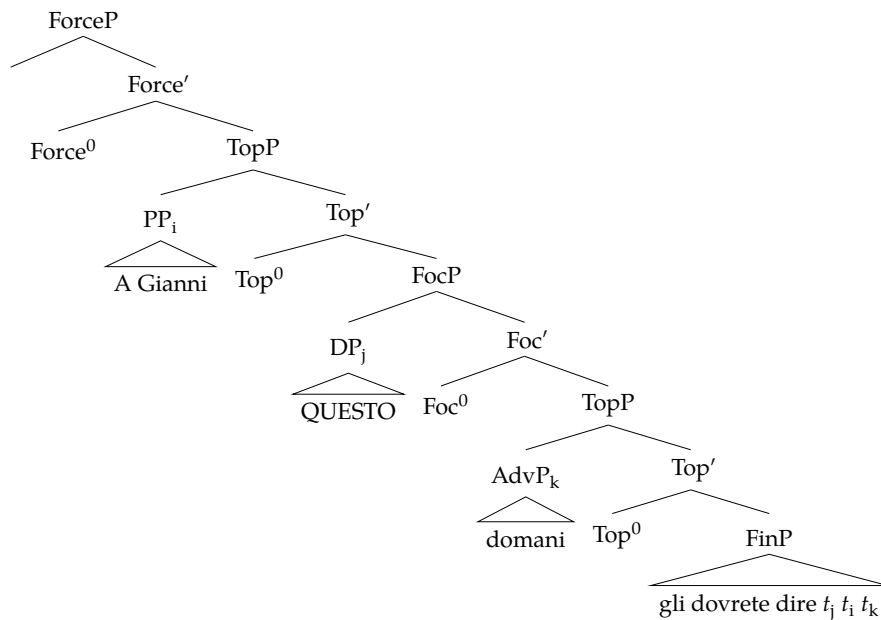 ForceP
Force′
Force⁰ TopP
PPᵢ Top′
A Gianni Top⁰ FocP
DPⱼ Foc′
QUESTO Foc⁰ TopP
AdvPₖ Top′
domani Top⁰ FinP
gli dovrete dire tⱼ tᵢ tₖ